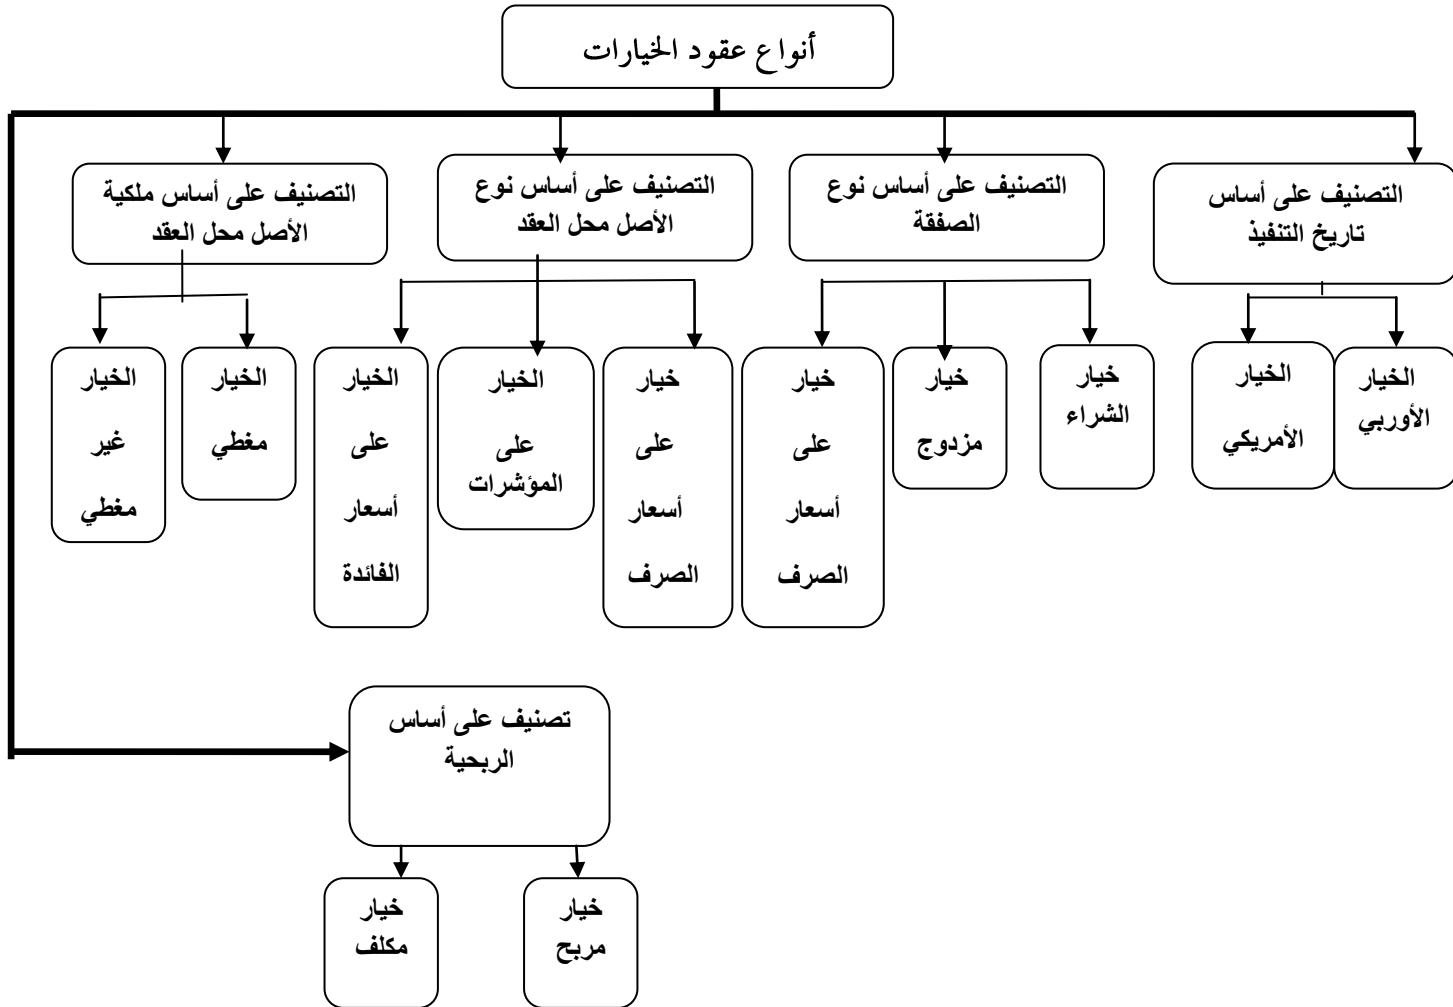 أنواع عقود الخيارات
التصنيف على أساس
تاريخ التنفيذ
التصنيف على أساس نوع
الصفقة
التصنيف على أساس نوع
الأصل محل العقد
التصنيف على أساس ملكية
الأصل محل العقد
الخيار
الأوربي
الخيار
الأمريكي
خيار
الشراء
خيار
مزدوج
خيار
على
أسعار
الصرف
خيار
على
أسعار
الصرف
الخيار
على
المؤشرات
الخيار
على
أسعار
الفائدة
الخيار
مغطي
الخيار
غير
مغطي
تصنيف على أساس
الربحية
خيار
مربح
خيار
مكلف